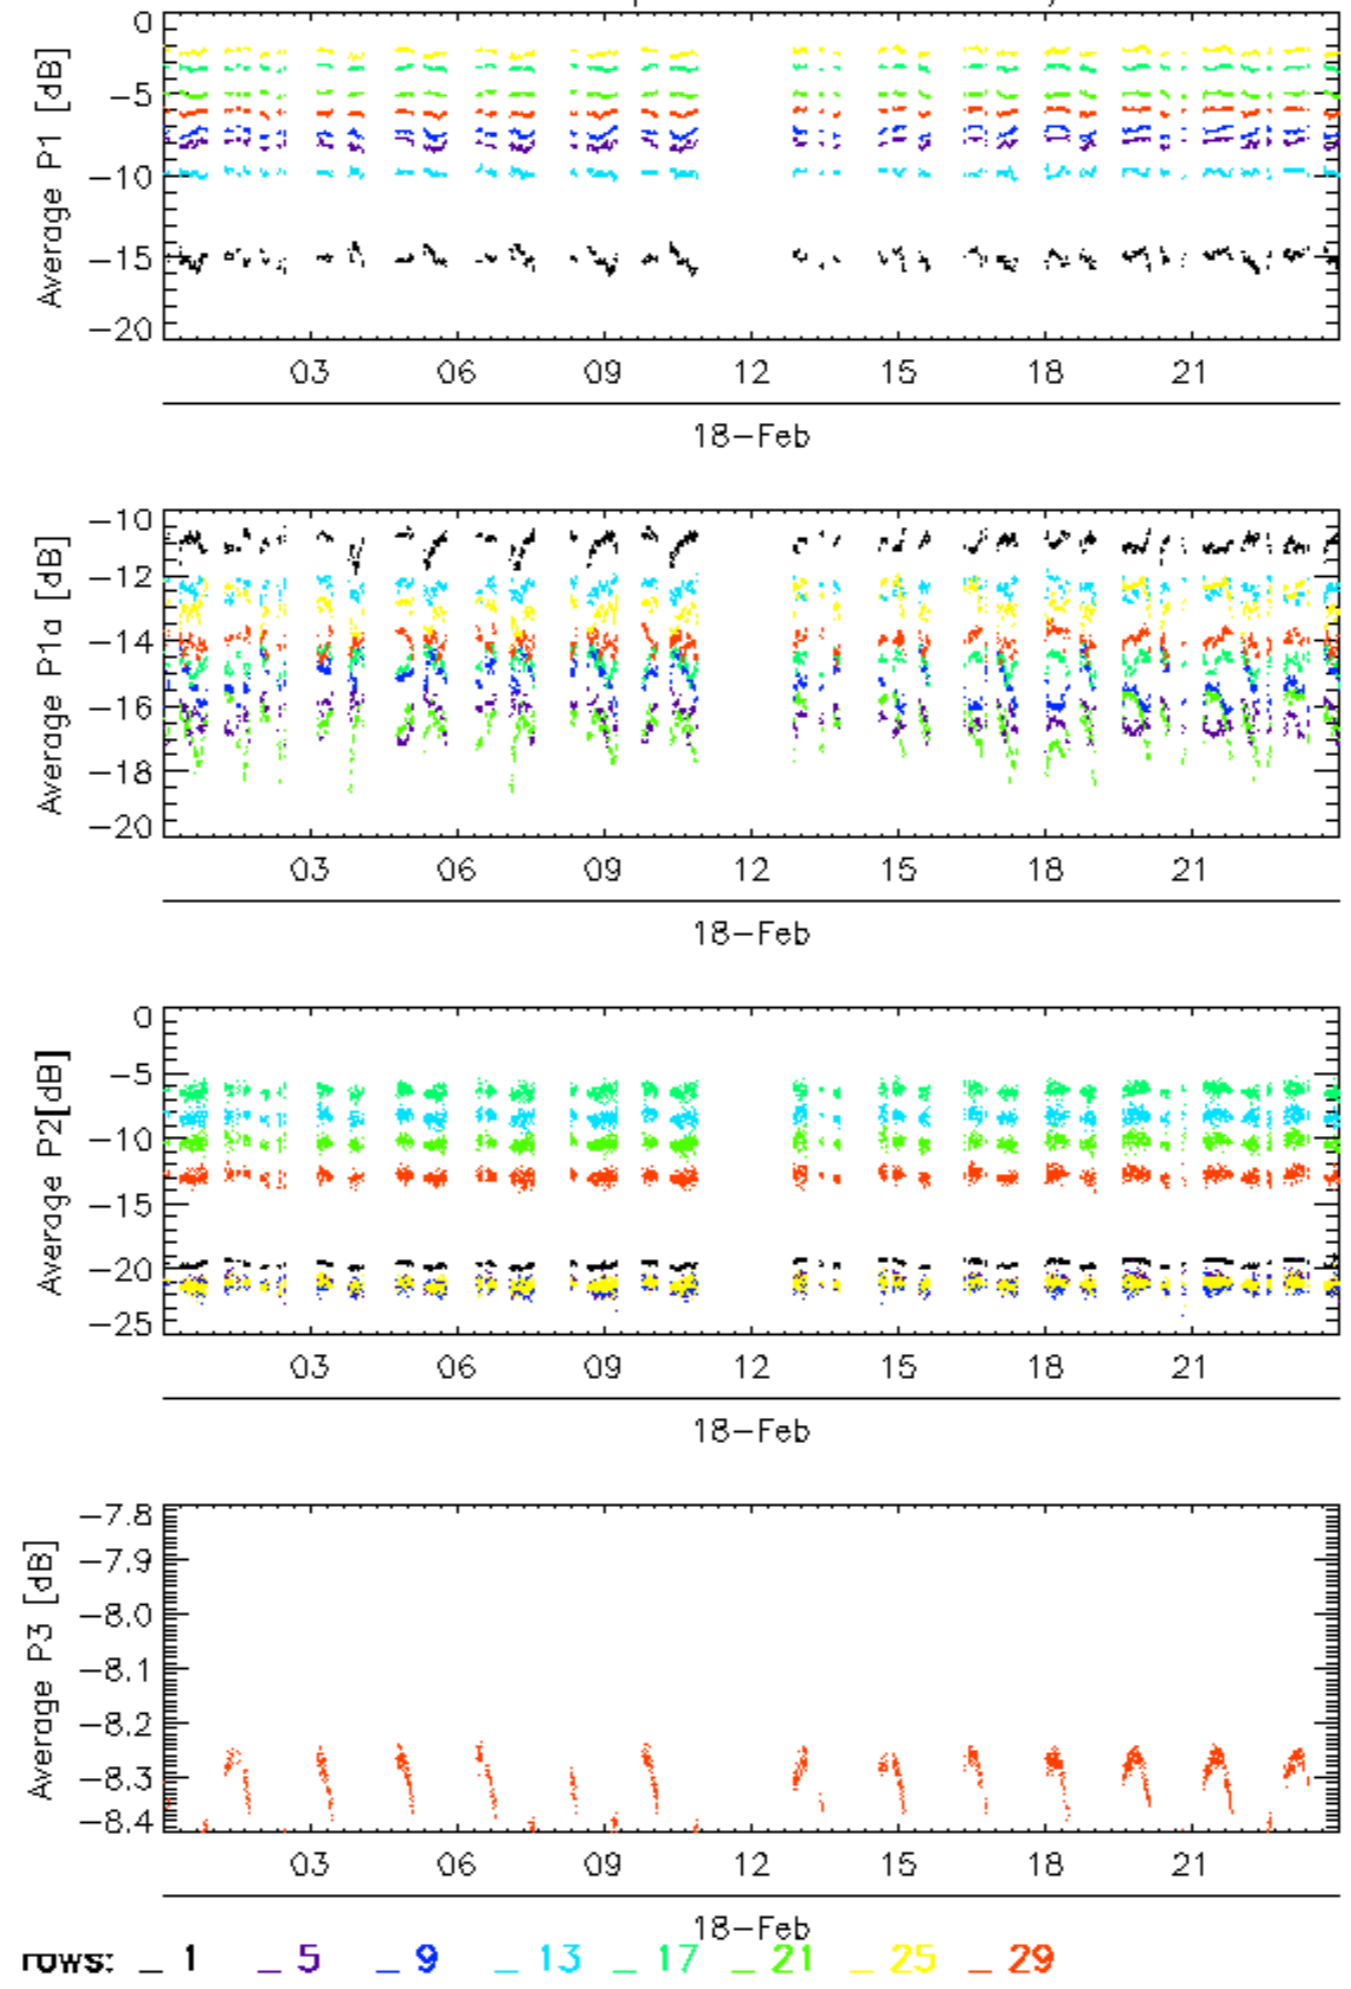 0
−5
−10
−15
−20
Average P1 [dB]
03 06 09 12 15 18 21
18−Feb
−10
−12
−14
−16
−18
−20
Average P1a [dB]
03 06 09 12 15 18 21
18−Feb
0
−5
−10
−15
−20
−25
Average P2[dB]
03 06 09 12 15 18 21
18−Feb
−7.8
−7.9
−8.0
−8.1
−8.2
−8.3
−8.4
Average P3 [dB]
03 06 09 12 15 18 21
18−Feb
rows: _ 1 _ 5 _ 9 _ 13 _ 17 _ 21 _ 25 _ 29